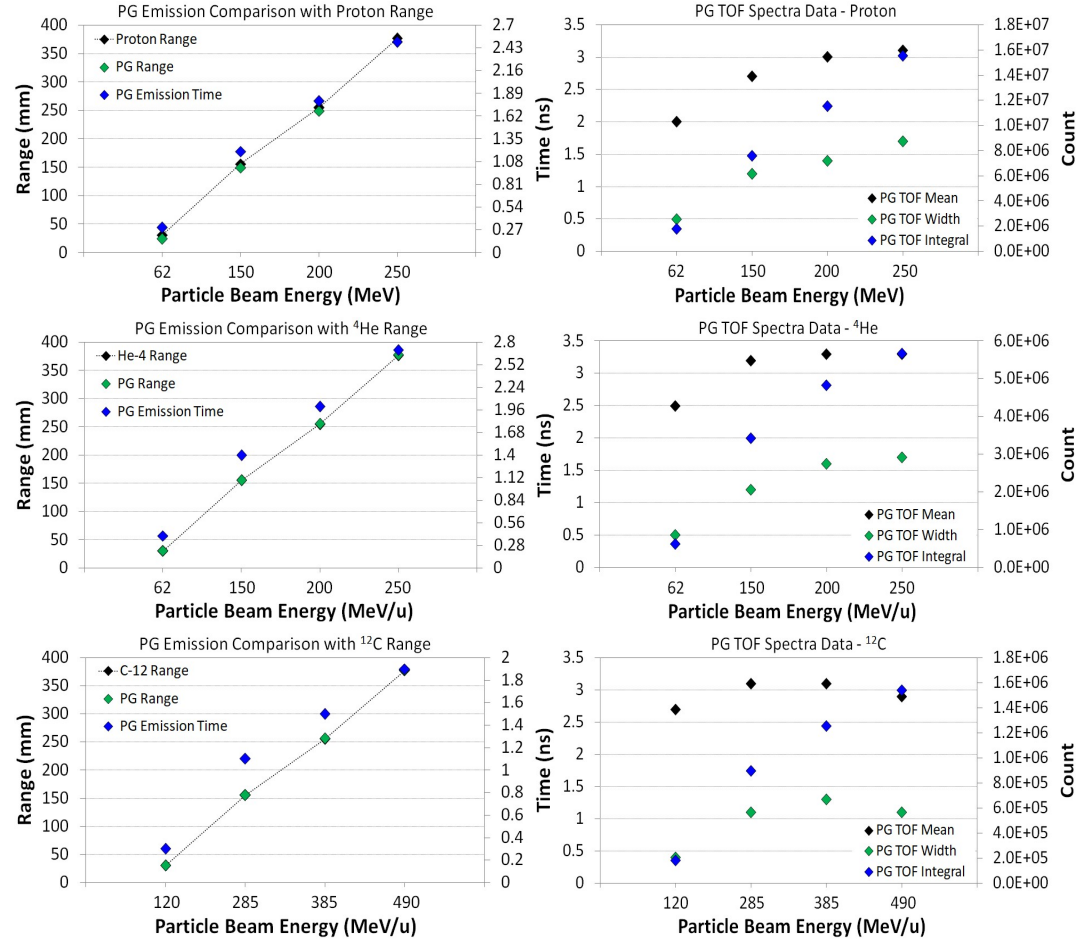 PG Emission Comparison with Proton Range
Range (mm)
400
350
300
250
200
150
100
50
0
Proton Range
PG Range
PG Emission Time
2.7
2.43
2.16
1.89
1.62
1.35
1.08
0.81
0.54
0.27
0
62 150 200 250
Particle Beam Energy (MeV)
PG TOF Spectra Data - Proton
Time (ns)
3.5
3
2.5
2
1.5
1
0.5
0
1.8E+07
1.6E+07
1.4E+07
1.2E+07
1.0E+07
8.0E+06
6.0E+06
4.0E+06
2.0E+06
0.0E+00
Count
PG TOF Mean
PG TOF Width
PG TOF Integral
62 150 200 250
Particle Beam Energy (MeV)
PG Emission Comparison with ⁴He Range
Range (mm)
400
350
300
250
200
150
100
50
0
He-4 Range
PG Range
PG Emission Time
2.8
2.52
2.24
1.96
1.68
1.4
1.12
0.84
0.56
0.28
0
62 150 200 250
Particle Beam Energy (MeV/u)
PG TOF Spectra Data - ⁴He
Time (ns)
3.5
3
2.5
2
1.5
1
0.5
0
6.0E+06
5.0E+06
4.0E+06
3.0E+06
2.0E+06
1.0E+06
0.0E+00
Count
PG TOF Mean
PG TOF Width
PG TOF Integral
62 150 200 250
Particle Beam Energy (MeV/u)
PG Emission Comparison with ¹²C Range
Range (mm)
400
350
300
250
200
150
100
50
0
C-12 Range
PG Range
PG Emission Time
2
1.8
1.6
1.4
1.2
1
0.8
0.6
0.4
0.2
0
120 285 385 490
Particle Beam Energy (MeV/u)
PG TOF Spectra Data - ¹²C
Time (ns)
3.5
3
2.5
2
1.5
1
0.5
0
1.8E+06
1.6E+06
1.4E+06
1.2E+06
1.0E+06
8.0E+05
6.0E+05
4.0E+05
2.0E+05
0.0E+00
Count
PG TOF Mean
PG TOF Width
PG TOF Integral
120 285 385 490
Particle Beam Energy (MeV/u)